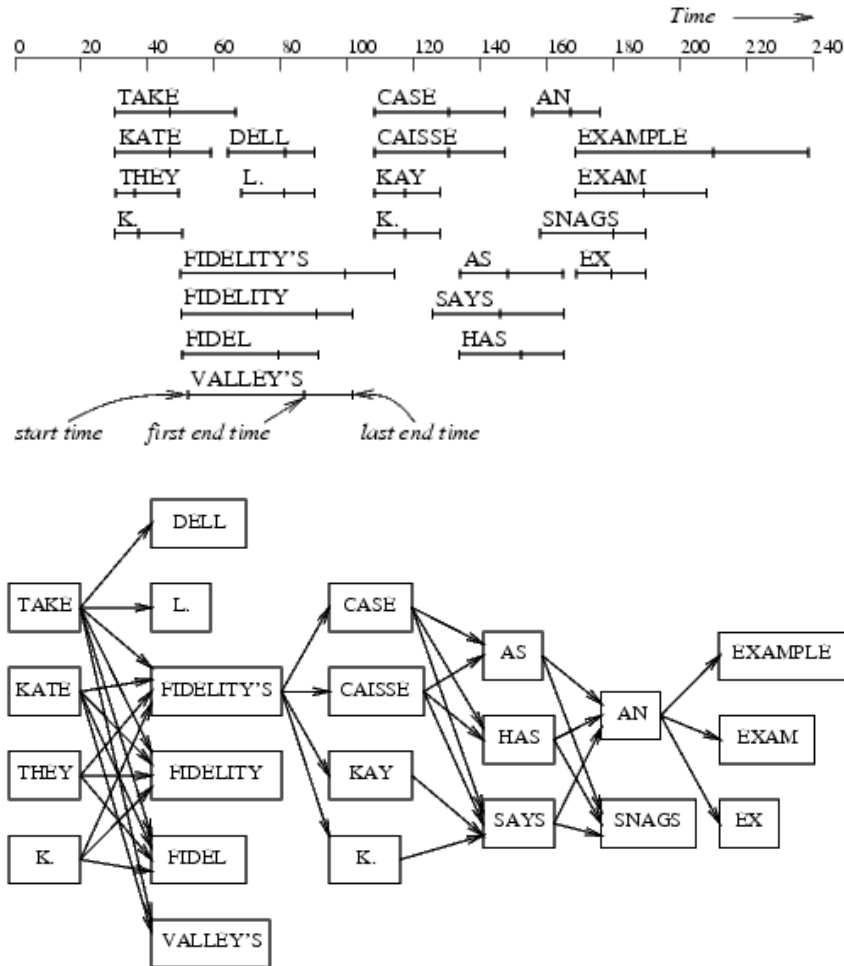 Time
0 20 40 60 80 100 120 140 160 180 200 220 240
TAKE CASE AN
KATE DELL CAISSE EXAMPLE
THEY L. KAY EXAM
K. K. SNAGS
FIDELITY'S AS EX
FIDELITY SAYS
FIDEL HAS
VALLEY'S
start time first end time last end time
DELL
TAKE L. CASE
AS EXAMPLE
KATE FIDELITY'S CAISSE
AN
HAS EXAM
THEY FIDELITY KAY
SAYS SNAGS EX
K. FIDEL K.
VALLEY'S